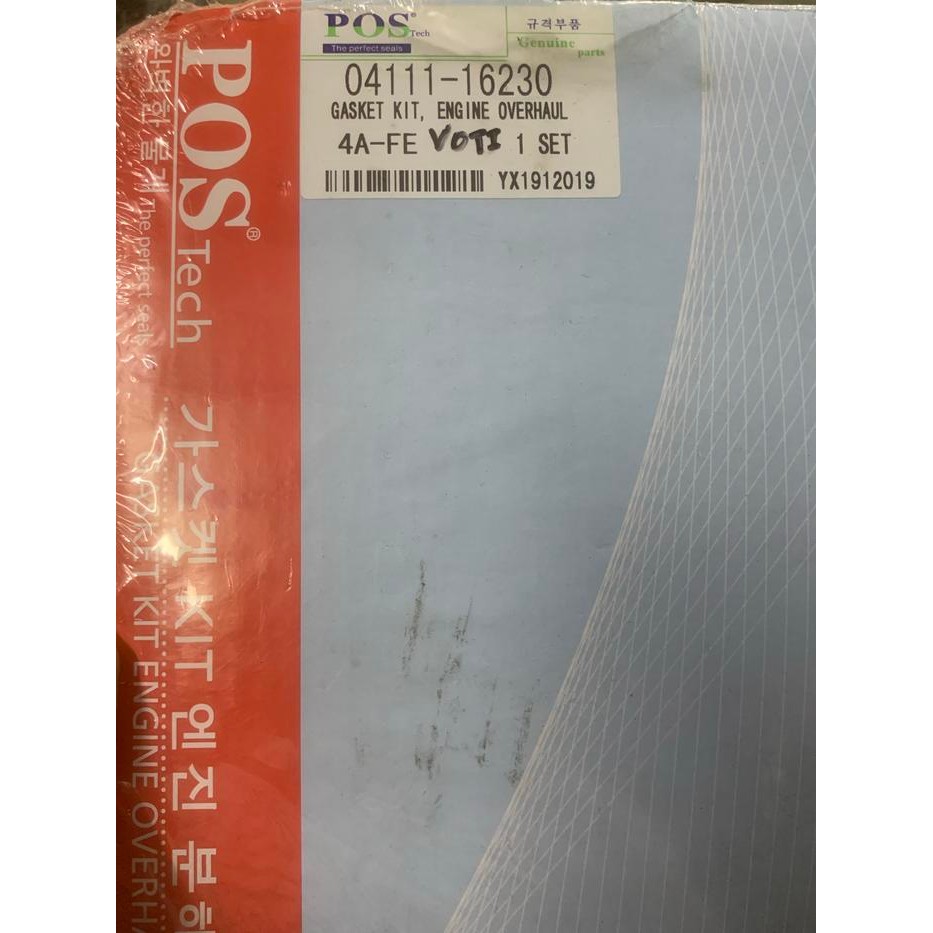 POS Tech
The perfect seals
규격부품
Genuine parts
04111-16230
GASKET KIT, ENGINE OVERHAUL
4A-FE VOTI 1 SET
YX1912019
POS® Tech
The perfect seals
가스켓 KIT 엔진 분
GASKET KIT ENGINE OVERHA